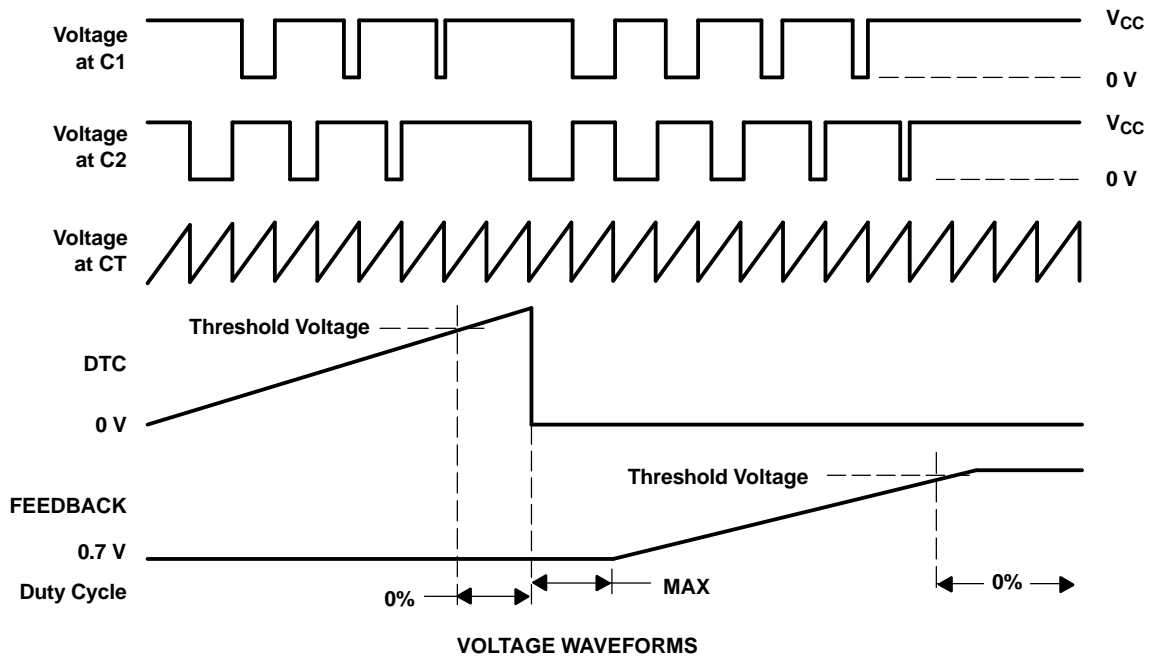 Voltage
at C1
VCC
0 V
Voltage
at C2
VCC
0 V
Voltage
at CT
Threshold Voltage
DTC
0 V
Threshold Voltage
FEEDBACK
0.7 V
Duty Cycle
0%
MAX
0%
VOLTAGE WAVEFORMS